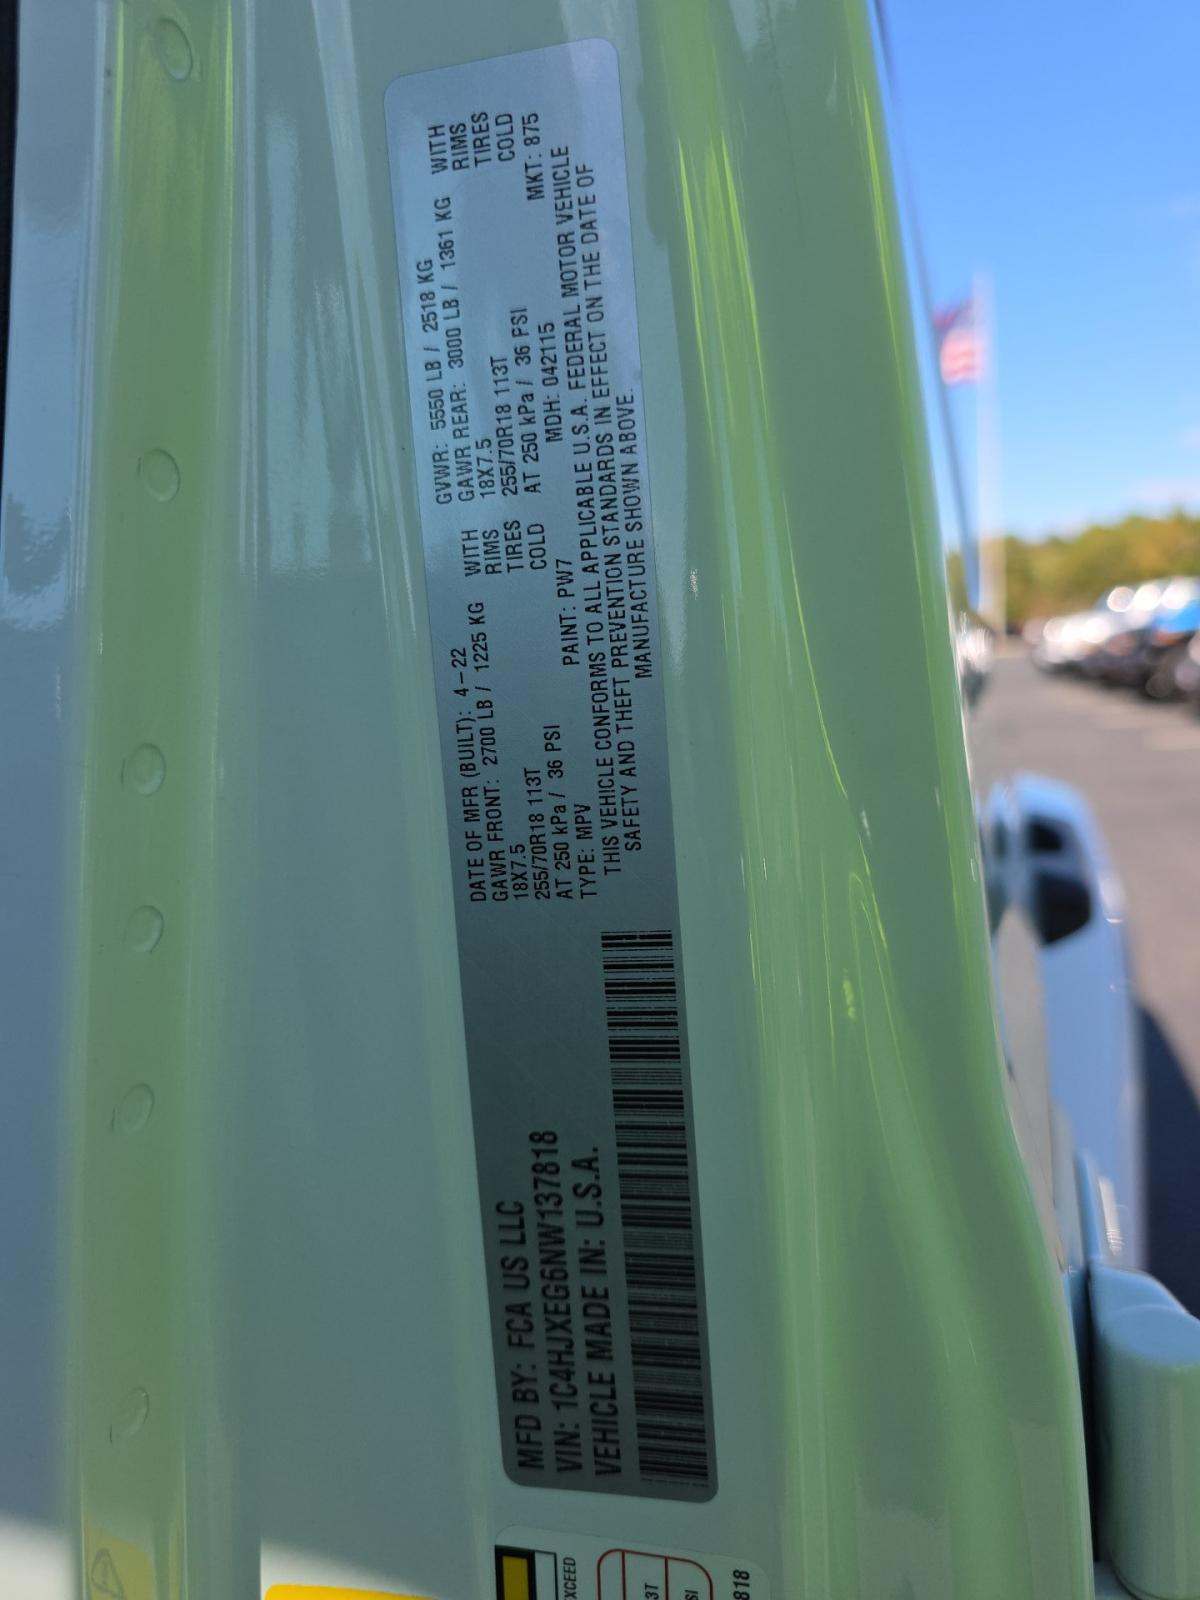 MFD BY: FCA US LLC
VIN: 1C4HJXEG6NW137818
VEHICLE MADE IN: U.S.A.
DATE OF MFR (BUILT): 4-22
GAWR FRONT: 2700 LB / 1225 KG WITH
18X7.5 RIMS
255/70R18 113T TIRES
AT 250 kPa / 36 PSI COLD
TYPE: MPV PAINT: PW7
GVWR: 5550 LB / 2518 KG
GAWR REAR: 3000 LB / 1361 KG WITH
18X7.5 RIMS
255/70R18 113T TIRES
AT 250 kPa / 36 PSI COLD
MDH: 042115 MKT: 875
THIS VEHICLE CONFORMS TO ALL APPLICABLE U.S.A. FEDERAL MOTOR VEHICLE
SAFETY AND THEFT PREVENTION STANDARDS IN EFFECT ON THE DATE OF
MANUFACTURE SHOWN ABOVE.
3T
818